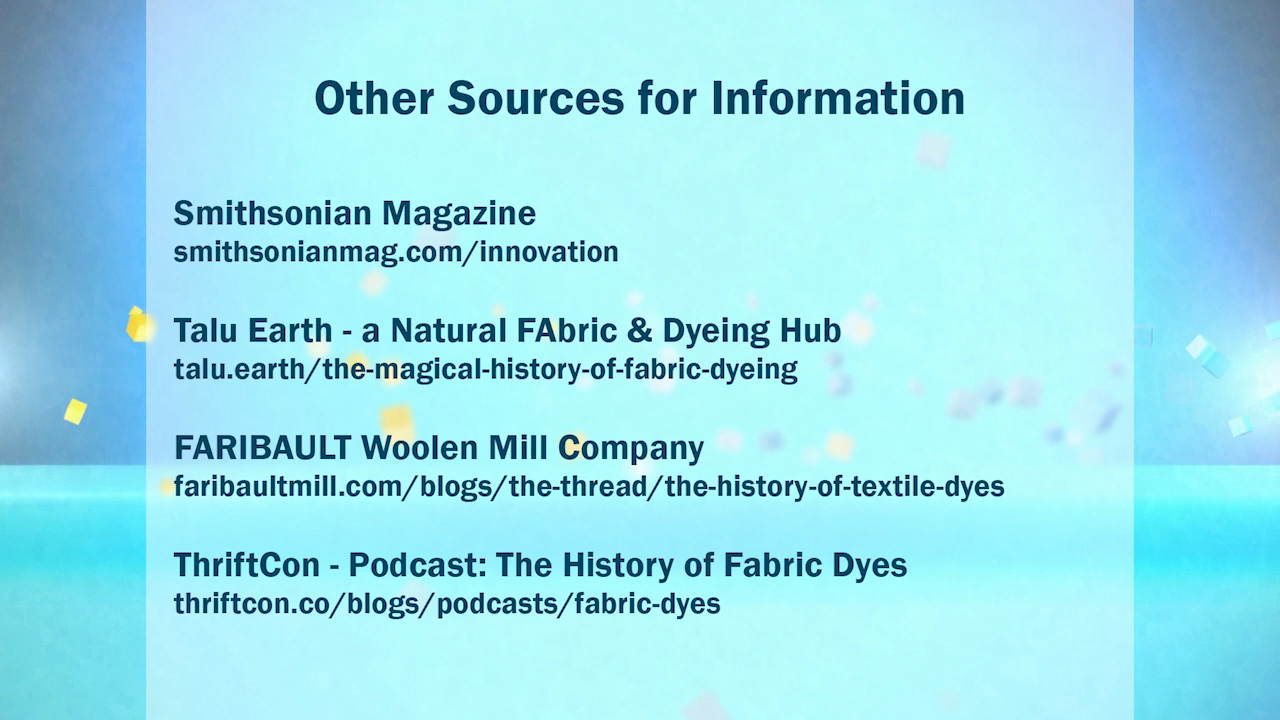 Other Sources for Information
Smithsonian Magazine
smithsonianmag.com/innovation
Talu Earth - a Natural FAbric & Dyeing Hub
talu.earth/the-magical-history-of-fabric-dyeing
FARIBAULT Woolen Mill Company
faribaultmill.com/blogs/the-thread/the-history-of-textile-dyes
ThriftCon - Podcast: The History of Fabric Dyes
thriftcon.co/blogs/podcasts/fabric-dyes